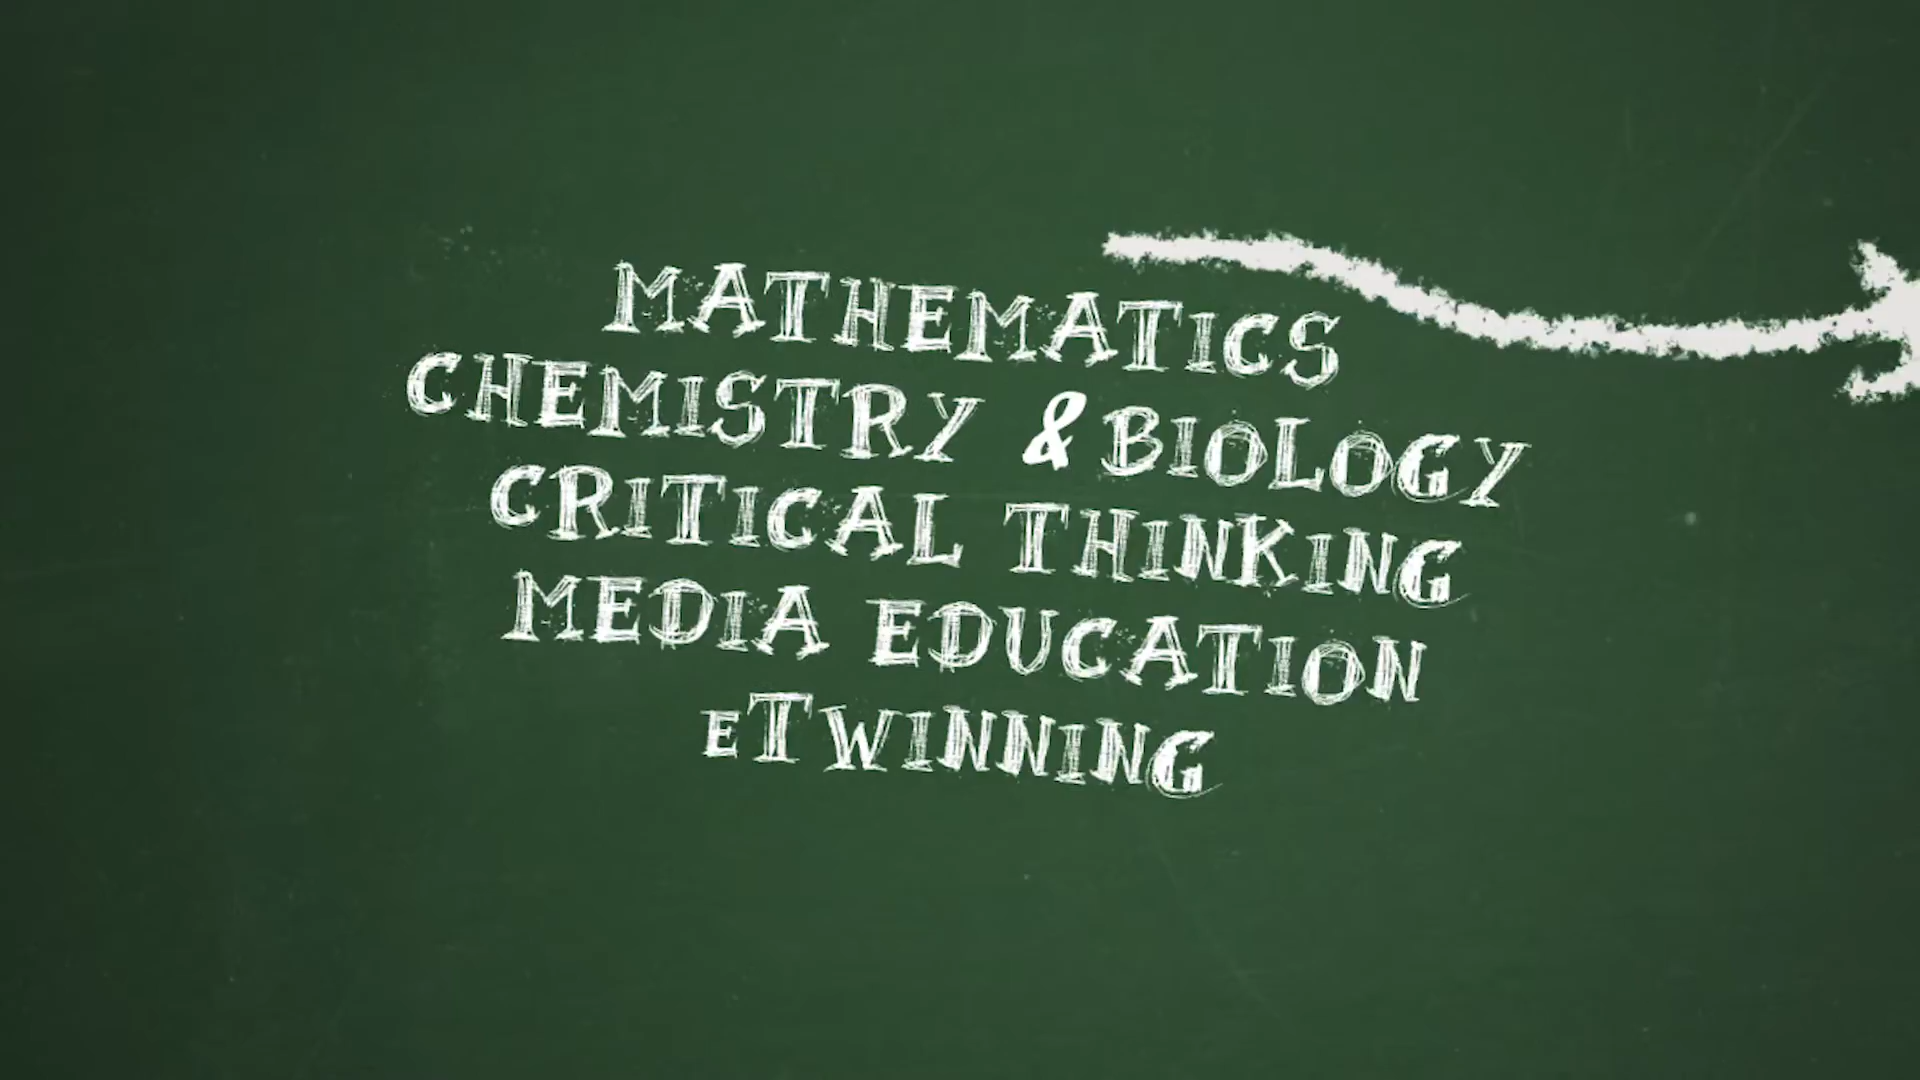 MATHEMATICS
CHEMISTRY & BIOLOGY
CRITICAL THINKING
MEDIA EDUCATION
eTWINNING